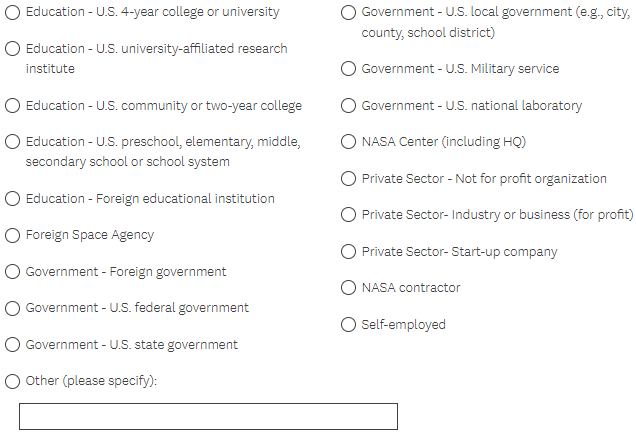 Education - U.S. 4-year college or university
Education - U.S. university-affiliated research
institute
Education - U.S. community or two-year college
Education - U.S. preschool, elementary, middle,
secondary school or school system
Education - Foreign educational institution
Foreign Space Agency
Government - Foreign government
Government - U.S. federal government
Government - U.S. state government
Other (please specify):
Government - U.S. local government (e.g., city,
county, school district)
Government - U.S. Military service
Government - U.S. national laboratory
NASA Center (including HQ)
Private Sector - Not for profit organization
Private Sector- Industry or business (for profit)
Private Sector- Start-up company
NASA contractor
Self-employed